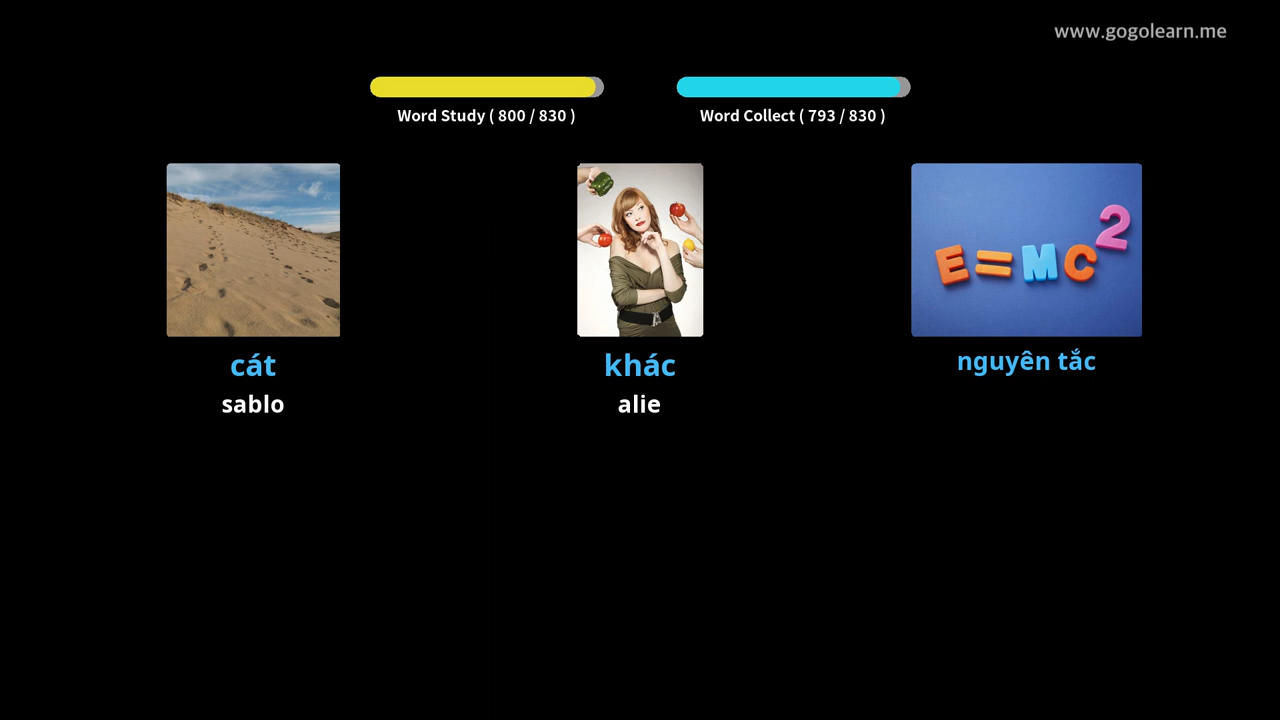 www.gogolearn.me
Word Study ( 800 / 830 )
Word Collect ( 793 / 830 )
E=MC2
cát
khác
nguyên tắc
sablo
alie